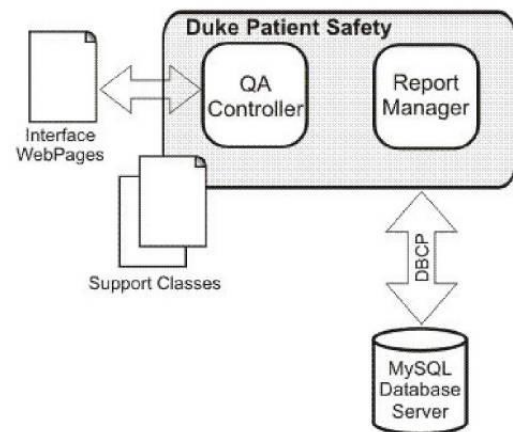 Duke Patient Safety
QA
Controller
Report
Manager
Interface
WebPages
Support Classes
DBCP
MySQL
Database
Server